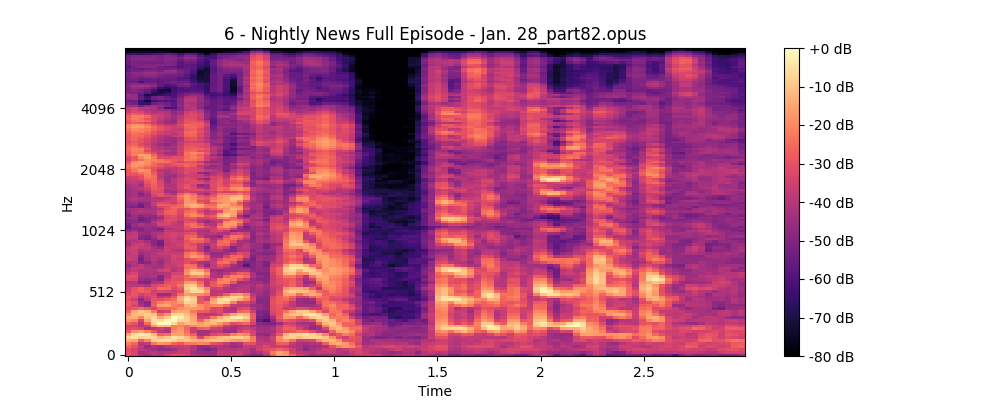 6 - Nightly News Full Episode - Jan. 28_part82.opus
+0 dB
-10 dB
-20 dB
-30 dB
-40 dB
-50 dB
-60 dB
-70 dB
-80 dB
4096
2048
1024
512
0
Hz
0
0.5
1
1.5
2
2.5
Time